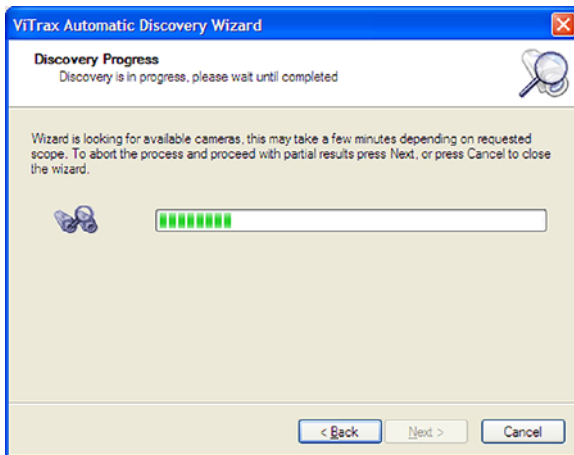 ViTrax Automatic Discovery Wizard
Discovery Progress
Discovery is in progress, please wait until completed
Wizard is looking for available cameras, this may take a few minutes depending on requested
scope. To abort the process and proceed with partial results press Next, or press Cancel to close
the wizard.
< Back Next > Cancel